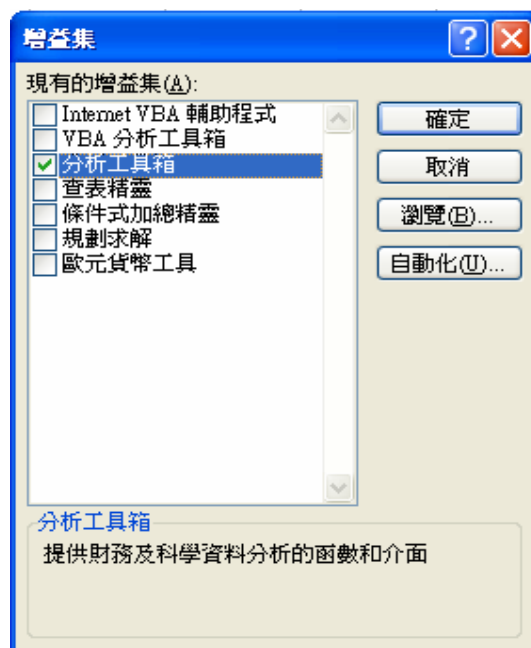 增益集
現有的增益集(A):
Internet VBA 輔助程式
VBA 分析工具箱
分析工具箱
查表精靈
條件式加總精靈
規劃求解
歐元貨幣工具
確定
取消
瀏覽(B)...
自動化(U)...
分析工具箱
提供財務及科學資料分析的函數和介面